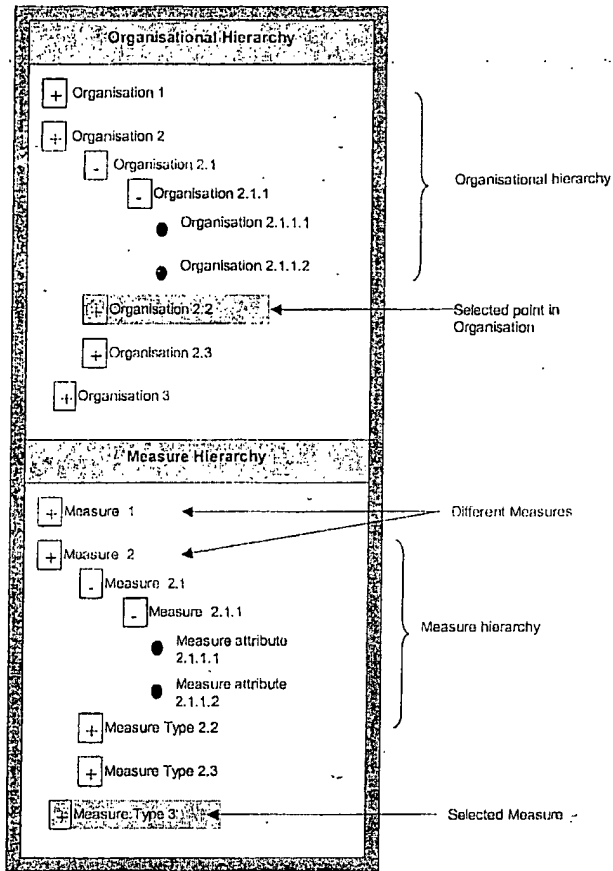 Organisational Hierarchy
+ Organisation 1
+ Organisation 2
- Organisation 2.1
- Organisation 2.1.1
Organisation 2.1.1.1
Organisation 2.1.1.2
+ Organisation 2.2
+ Organisation 2.3
+ Organisation 3
Organisational hierarchy
Selected point in
Organisation
Measure Hierarchy
+ Measure 1
+ Measure 2
- Measure 2.1
- Measure 2.1.1
Measure attribute
2.1.1.1
Measure attribute
2.1.1.2
+ Measure Type 2.2
+ Measure Type 2.3
+ Measure Type 3
Different Measures
Measure hierarchy
Selected Measure